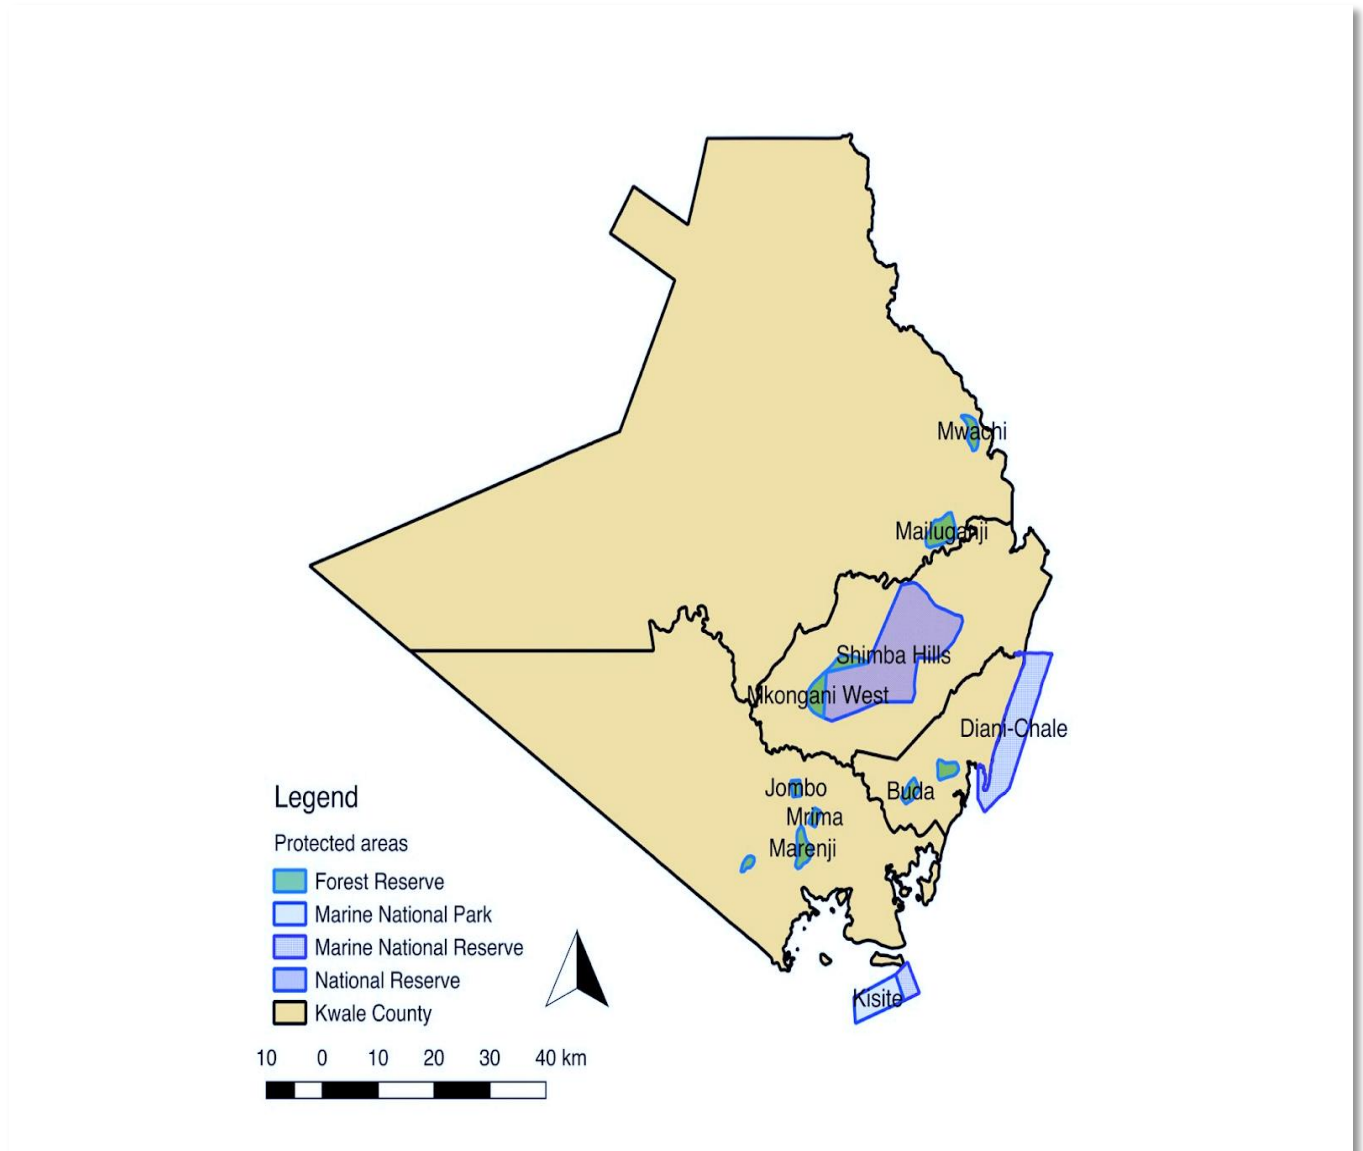 Mwachi
Mailuganji
Shimba Hills
Mkongani West
Diani-Chale
Jombo
Buda
Mrima
Marenji
Kisite
Legend
Protected areas
Forest Reserve
Marine National Park
Marine National Reserve
National Reserve
Kwale County
10 0 10 20 30 40 km